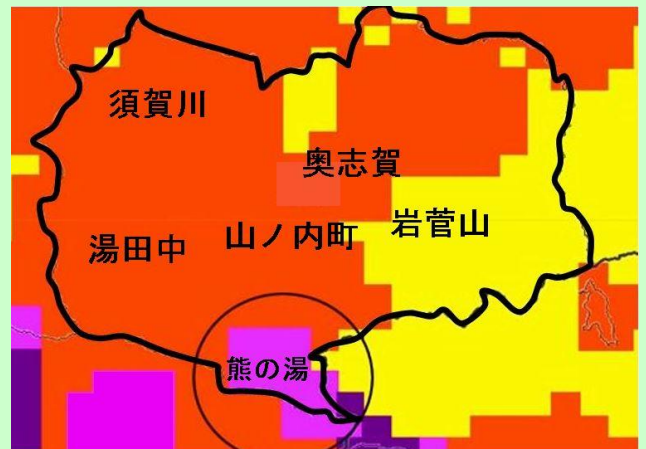 須賀川
奥志賀
岩菅山
山ノ内町
湯田中
熊の湯